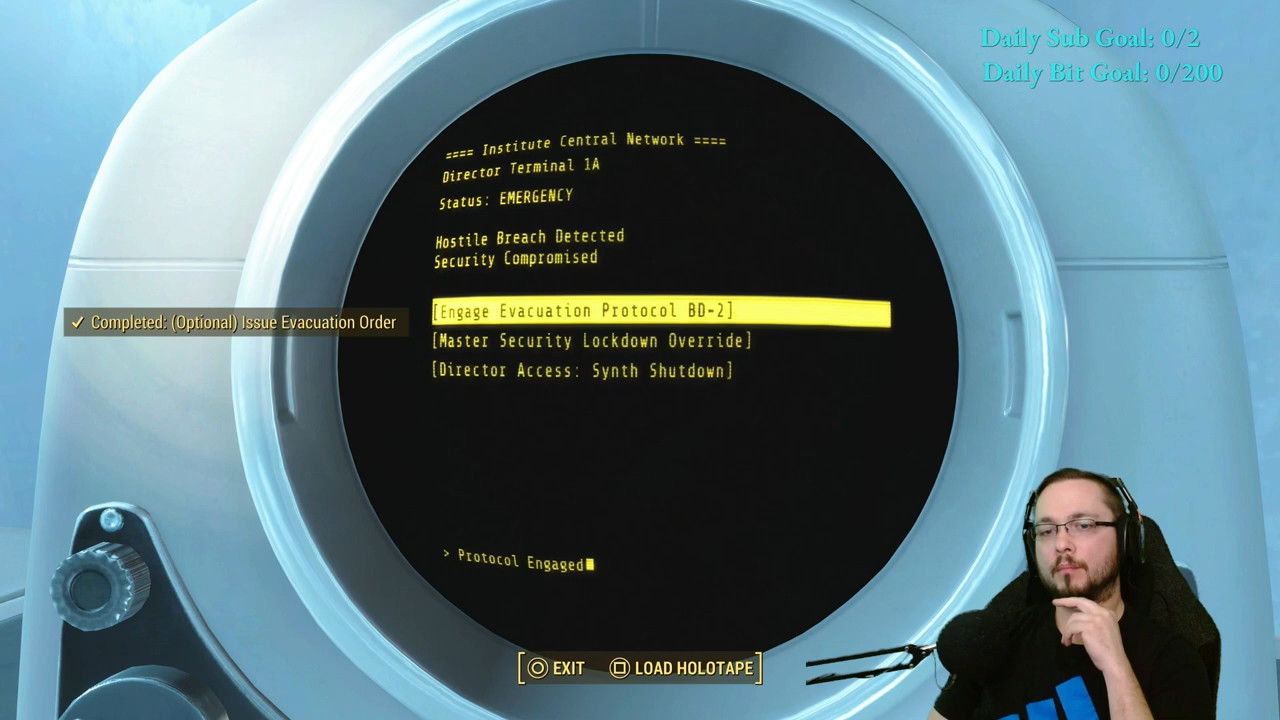 Daily Sub Goal: 0/2
Daily Bit Goal: 0/200
==== Institute Central Network ====
Director Terminal 1A
Status: EMERGENCY
Hostile Breach Detected
Security Compromised
[Engage Evacuation Protocol BD-2]
✓ Completed: (Optional) Issue Evacuation Order
[Master Security Lockdown Override]
[Director Access: Synth Shutdown]
> Protocol Engaged
EXIT LOAD HOLOTAPE